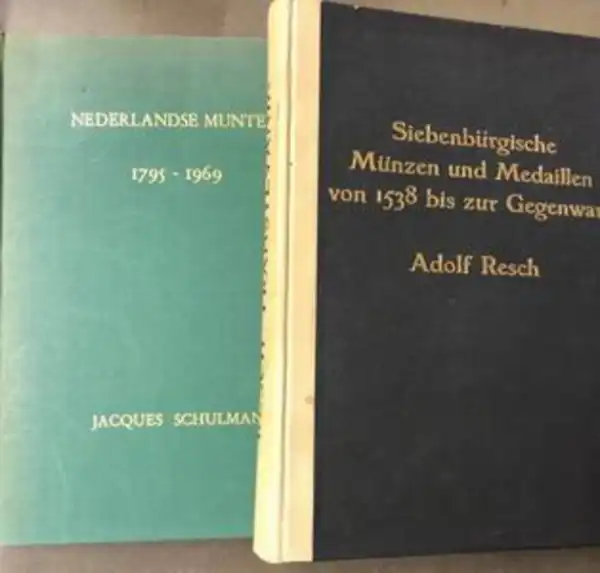 NEDERLANDSE MUNTE
1795 - 1969
JACQUES SCHULMAN
Siebenbürgische
Münzen und Medaillen
von 1538 bis zur Gegenwar
Adolf Resch